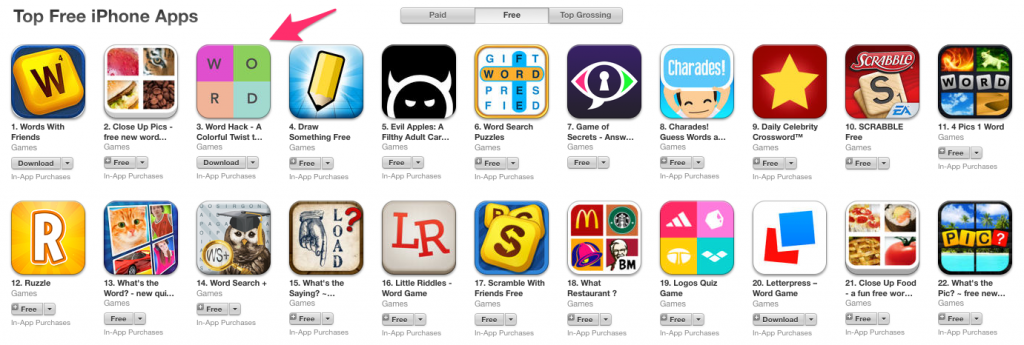 Top Free iPhone Apps
Paid Free Top Grossing
W4
1. Words With
Friends
Games
Download
In-App Purchases
2. Close Up Pics -
free new word...
Games
Free
In-App Purchases
W O
R D
3. Word Hack - A
Colorful Twist t...
Games
Download
In-App Purchases
4. Draw
Something Free
Games
Free
In-App Purchases
5. Evil Apples: A
Filthy Adult Car...
Games
Free
In-App Purchases
GIFT
WORD
PRES
FIED
6. Word Search
Puzzles
Games
Free
In-App Purchases
7. Game of
Secrets - Answ...
Games
Free
In-App Purchases
Charades!
8. Charades!
Guess Words a...
Games
Free
In-App Purchases
9. Daily Celebrity
Crossword™
Games
Free
In-App Purchases
SCRABBLE
S
EA
10. SCRABBLE
Free
Games
Free
In-App Purchases
WORD
11. 4 Pics 1 Word
Games
Free
In-App Purchases
R
12. Ruzzle
Games
Free
In-App Purchases
13. What's the
Word? - new qui...
Games
Free
In-App Purchases
WS+
14. Word Search +
Games
Free
In-App Purchases
?
LOAD
15. What's the
Saying? ~...
Games
Free
In-App Purchases
LR
16. Little Riddles -
Word Game
Games
Free
In-App Purchases
S
17. Scramble With
Friends Free
Games
Free
In-App Purchases
KFC
BM
18. What
Restaurant ?
Games
Free
In-App Purchases
19. Logos Quiz
Game
Games
Free
In-App Purchases
20. Letterpress – Word Game
Games
Download
In-App Purchases
21. Close Up Food
- a fun free wor...
Games
Free
In-App Purchases
PIC?
22. What's the
Pic? ~ free new...
Games
Free
In-App Purchases